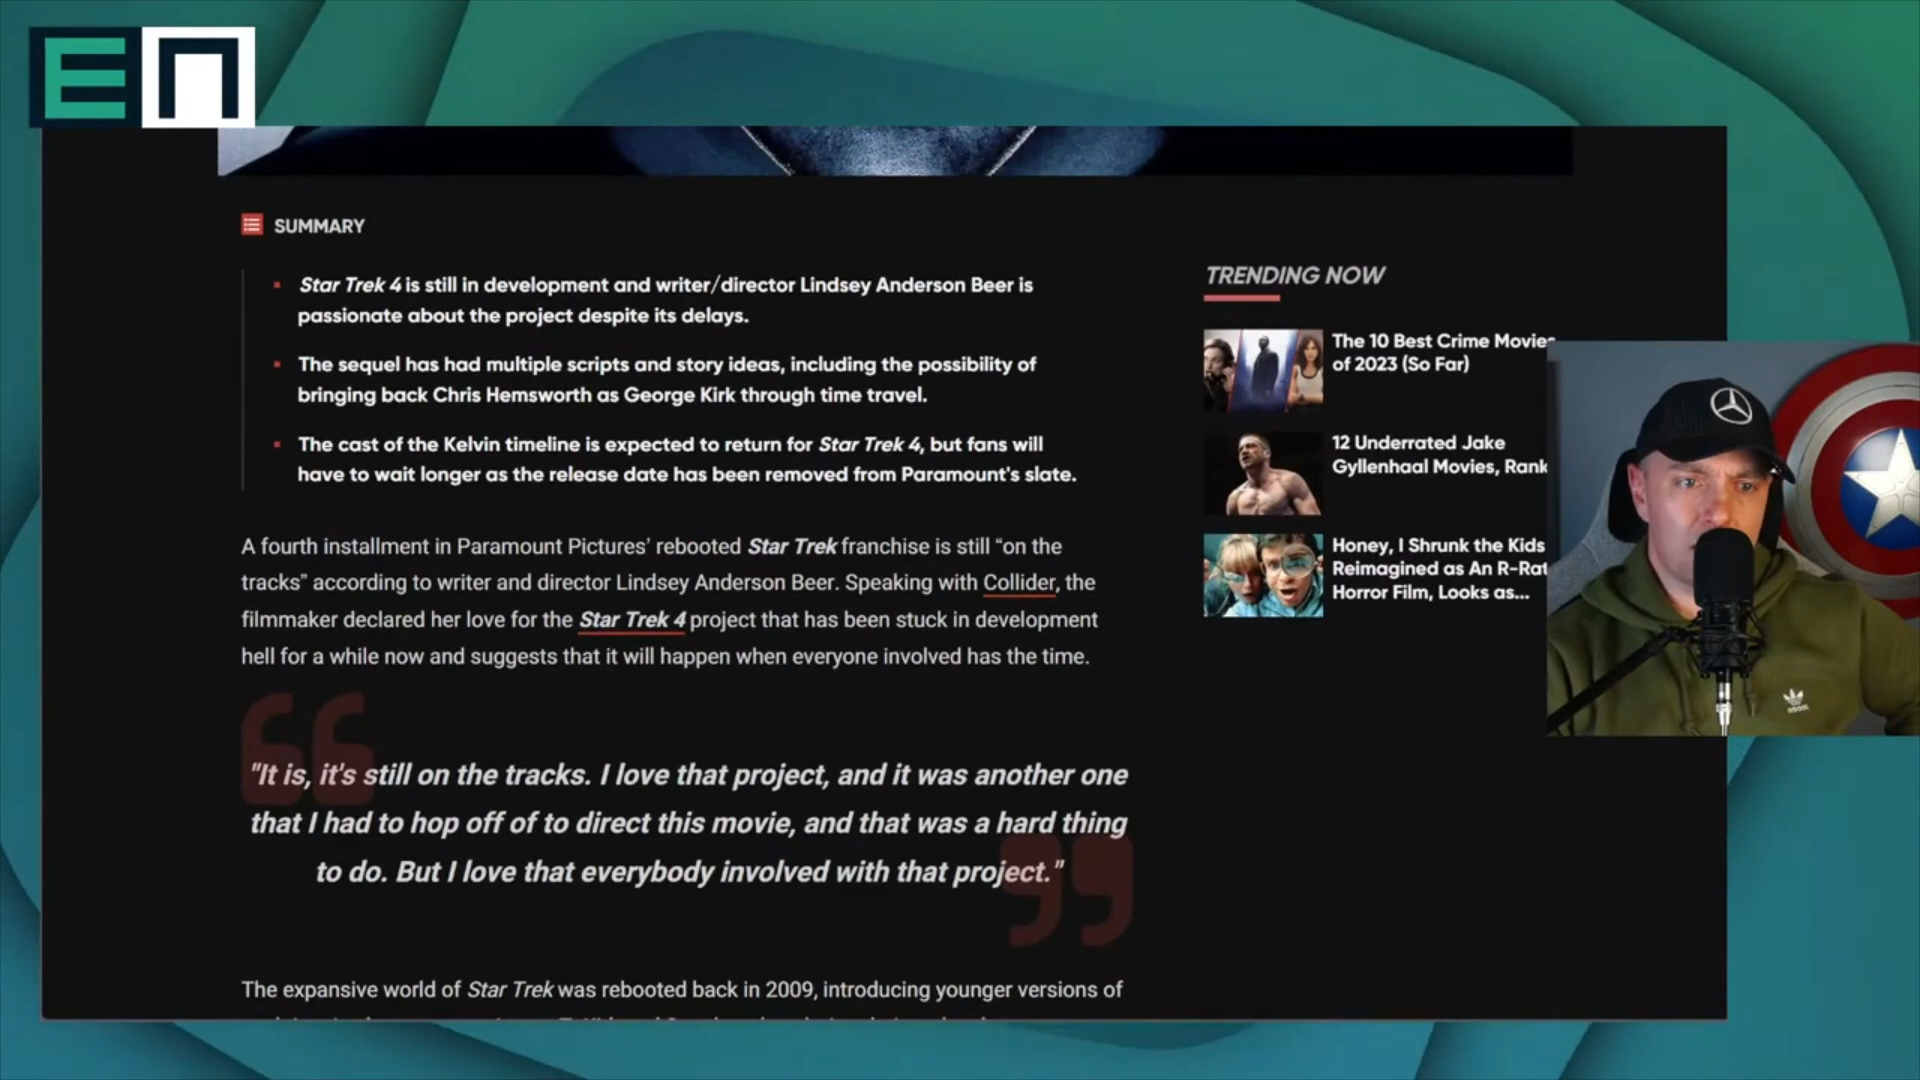 En
SUMMARY
Star Trek 4 is still in development and writer/director Lindsey Anderson Beer is
passionate about the project despite its delays.
The sequel has had multiple scripts and story ideas, including the possibility of
bringing back Chris Hemsworth as George Kirk through time travel.
The cast of the Kelvin timeline is expected to return for Star Trek 4, but fans will
have to wait longer as the release date has been removed from Paramount's slate.
A fourth installment in Paramount Pictures’ rebooted Star Trek franchise is still “on the
tracks” according to writer and director Lindsey Anderson Beer. Speaking with Collider, the
filmmaker declared her love for the Star Trek 4 project that has been stuck in development
hell for a while now and suggests that it will happen when everyone involved has the time.
"It is, it's still on the tracks. I love that project, and it was another one
that I had to hop off of to direct this movie, and that was a hard thing
to do. But I love that everybody involved with that project."
The expansive world of Star Trek was rebooted back in 2009, introducing younger versions of
TRENDING NOW
The 10 Best Crime Movies
of 2023 (So Far)
12 Underrated Jake
Gyllenhaal Movies, Rank
Honey, I Shrunk the Kids
Reimagined as An R-Rat
Horror Film, Looks as...
adidas